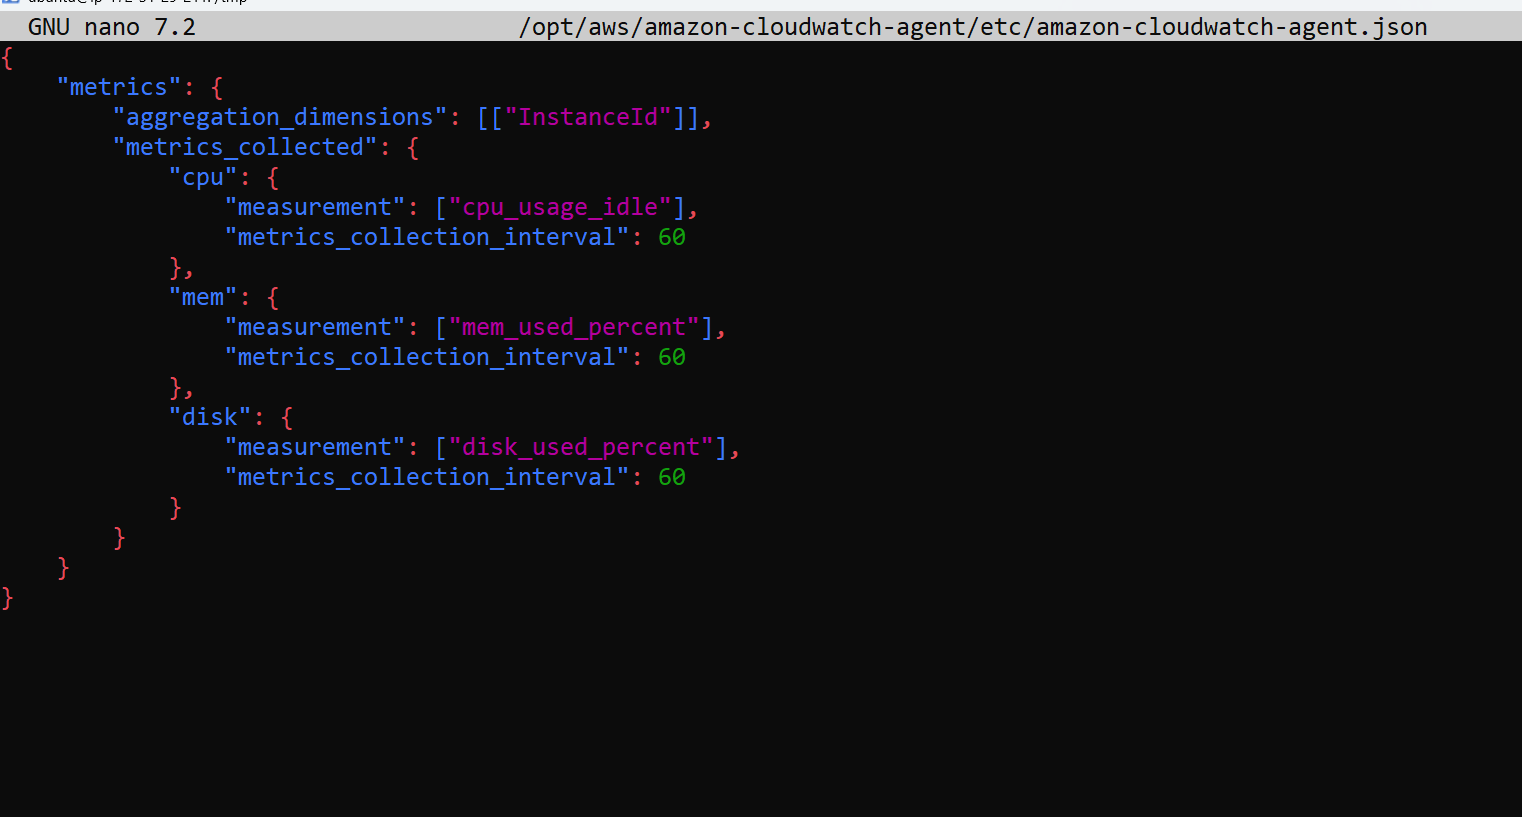 GNU nano 7.2 /opt/aws/amazon-cloudwatch-agent/etc/amazon-cloudwatch-agent.json
{
    "metrics": {
        "aggregation_dimensions": [["InstanceId"]],
        "metrics_collected": {
            "cpu": {
                "measurement": ["cpu_usage_idle"],
                "metrics_collection_interval": 60
            },
            "mem": {
                "measurement": ["mem_used_percent"],
                "metrics_collection_interval": 60
            },
            "disk": {
                "measurement": ["disk_used_percent"],
                "metrics_collection_interval": 60
            }
        }
    }
}